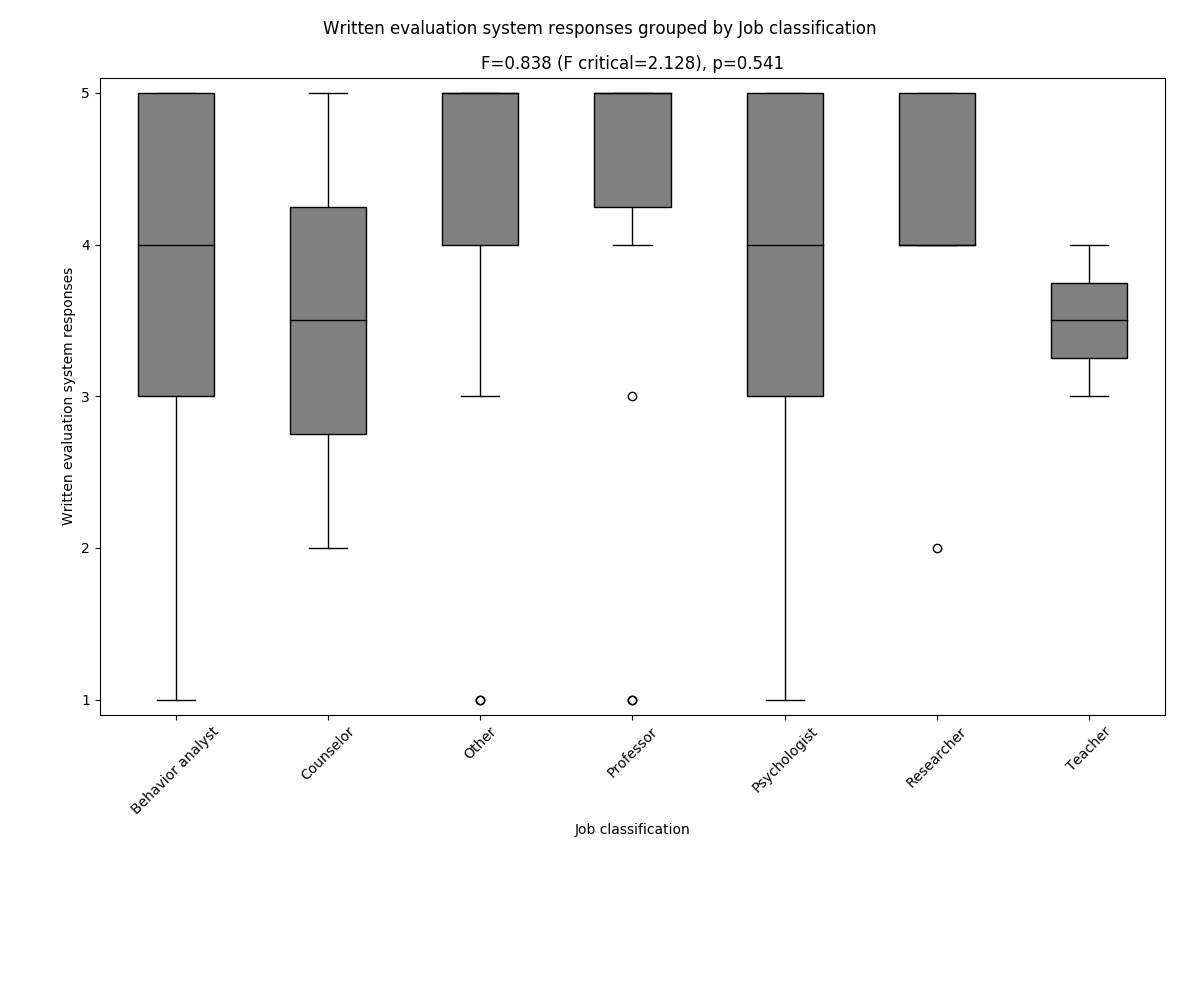 Written evaluation system responses grouped by Job classification
F=0.838 (F critical=2.128), p=0.541
Written evaluation system responses
5
4
3
2
1
Behavior analyst
Counselor
Other
Professor
Psychologist
Researcher
Teacher
Job classification